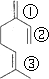 ①
②
③